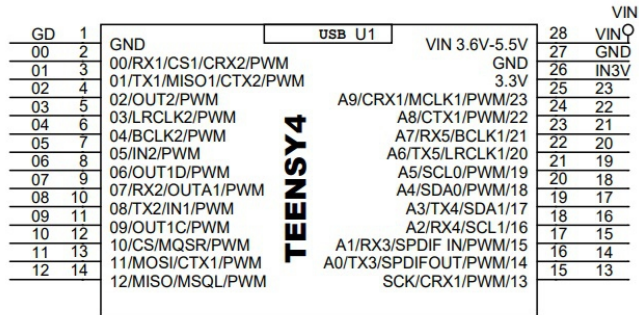 VIN
USB U1
GD 1 GND VIN 3.6V-5.5V 28 VIN
00 2 00/RX1/CS1/CRX2/PWM GND 27 GND
01 3 01/TX1/MISO1/CTX2/PWM 3.3V 26 IN3V
02 4 02/OUT2/PWM A9/CRX1/MCLK1/PWM/23 25 23
03 5 03/LRCLK2/PWM A8/CTX1/PWM/22 24 22
04 6 04/BCLK2/PWM A7/RX5/BCLK1/21 23 21
05 7 05/IN2/PWM A6/TX5/LRCLK1/20 22 20
06 8 06/OUT1D/PWM A5/SCL0/PWM/19 21 19
07 9 07/RX2/OUTA1/PWM A4/SDA0/PWM/18 20 18
08 10 08/TX2/IN1/PWM A3/TX4/SDA1/17 19 17
09 11 09/OUT1C/PWM A2/RX4/SCL1/16 18 16
10 12 10/CS/MQSR/PWM A1/RX3/SPDIF IN/PWM/15 17 15
11 13 11/MOSI/CTX1/PWM A0/TX3/SPDIFOUT/PWM/14 16 14
12 14 12/MISO/MSQL/PWM SCK/CRX1/PWM/13 15 13
TEENSY4